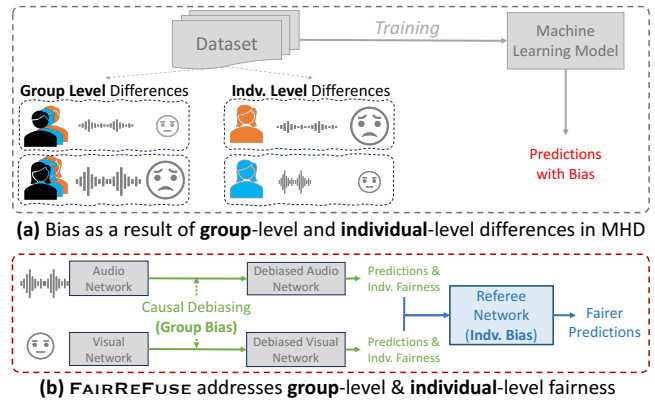 Dataset
Training
Machine
Learning Model
Group Level Differences
Indv. Level Differences
Predictions
with Bias
(a) Bias as a result of group-level and individual-level differences in MHD
Audio
Network
Debiased Audio
Network
Predictions &
Indv. Fairness
Causal Debiasing
(Group Bias)
Referee
Network
(Indv. Bias)
Fairer
Predictions
Visual
Network
Debiased Visual
Network
Predictions &
Indv. Fairness
(b) FAIRREFUSE addresses group-level & individual-level fairness